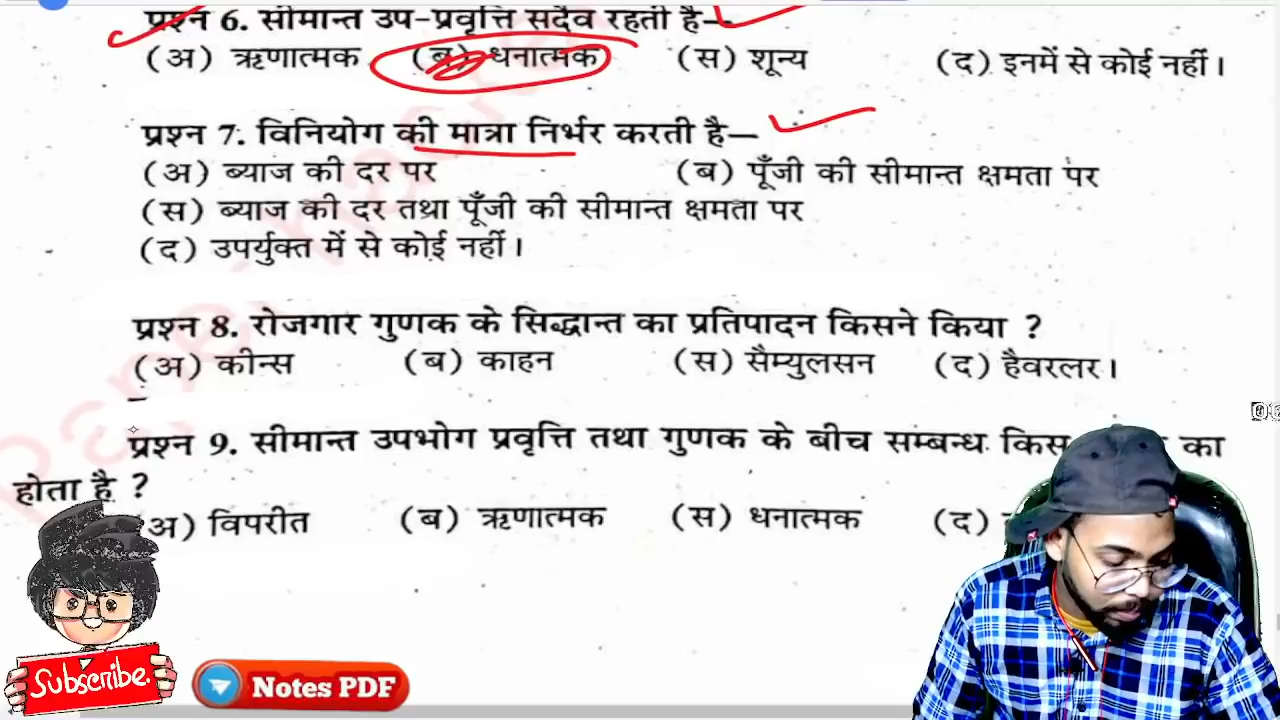 प्रश्न 6. सीमान्त उप-प्रवृत्ति सदैव रहती है—
(अ) ऋणात्मक (ब) धनात्मक (स) शून्य (द) इनमें से कोई नहीं।
प्रश्न 7. विनियोग की मात्रा निर्भर करती है—
(अ) ब्याज की दर पर (ब) पूँजी की सीमान्त क्षमता पर
(स) ब्याज की दर तथा पूँजी की सीमान्त क्षमता पर
(द) उपर्युक्त में से कोई नहीं।
प्रश्न 8. रोजगार गुणक के सिद्धान्त का प्रतिपादन किसने किया ?
(अ) कीन्स (ब) काहन (स) सैम्युलसन (द) हैवरलर।
प्रश्न 9. सीमान्त उपभोग प्रवृत्ति तथा गुणक के बीच सम्बन्ध किस का
होता है ?
अ) विपरीत (ब) ऋणात्मक (स) धनात्मक (द)
Subscribe.
Notes PDF